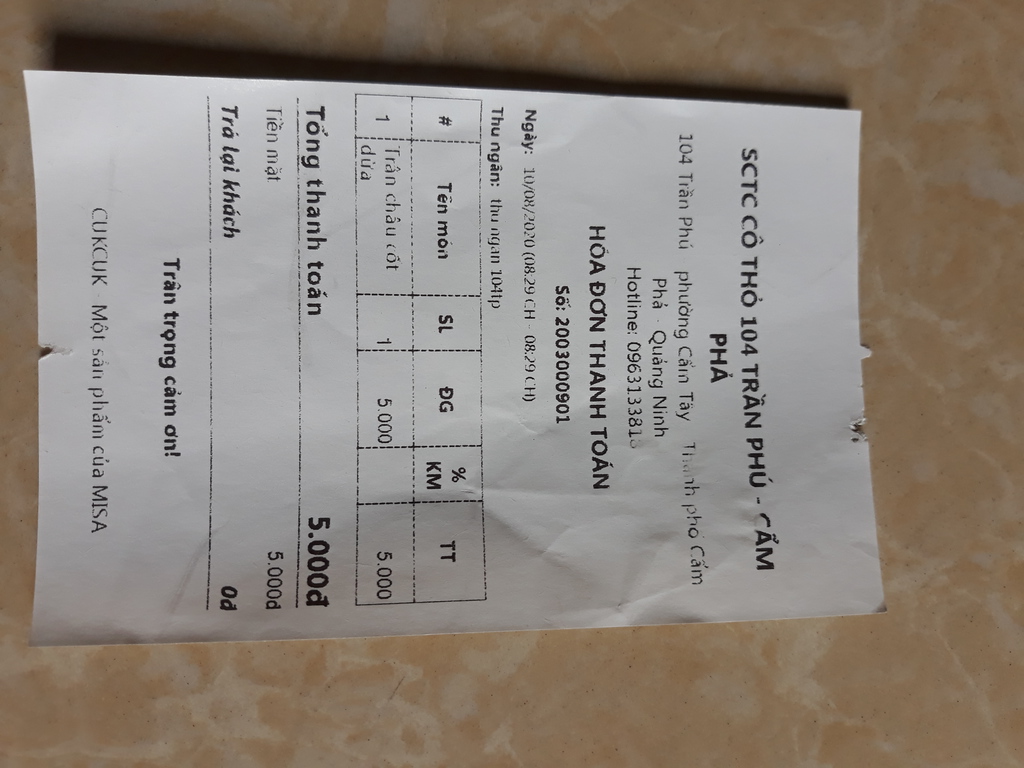 SCTC CÔ THỎ 104 TRẦN PHÚ - CẨM
PHẢ
104 Trần Phú phường Cẩm Tây Thành phố Cẩm
Phả - Quảng Ninh
Hotline:
HÓA ĐƠN THANH TOÁN
Số: 2003000901
Ngày: 10/08/2020 (08:29 CH - 08:29 CH)
Thu ngân: thu ngan 104tp
# Tên món SL ĐG % KM TT
1 Trân châu cốt 1 5.000 5.000
dừa
Tổng thanh toán 5.000đ
Tiền mặt 5.000đ
Trả lại khách 0đ
Trân trọng cảm ơn!
CUKCUK - Một sản phẩm của MISA